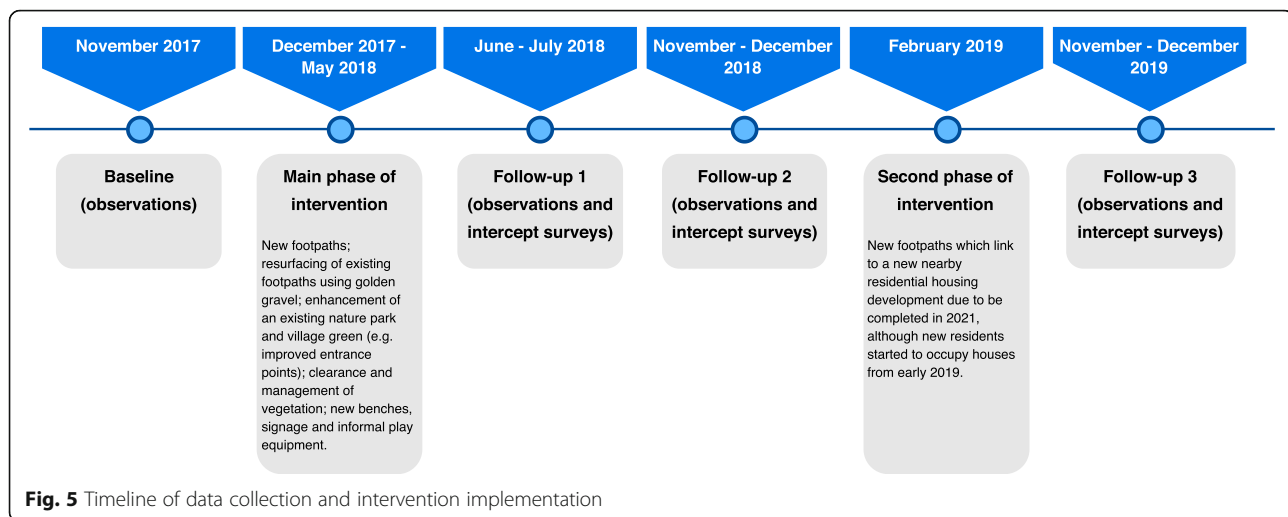 November 2017
December 2017 -
May 2018
June - July 2018
November - December
2018
February 2019
November - December
2019
Baseline
(observations)
Main phase of
intervention
New footpaths;
resurfacing of existing
footpaths using golden
gravel; enhancement of
an existing nature park
and village green (e.g.
improved entrance
points); clearance and
management of
vegetation; new benches,
signage and informal play
equipment.
Follow-up 1
(observations and
intercept surveys)
Follow-up 2
(observations and
intercept surveys)
Second phase of
intervention
New footpaths which link
to a new nearby
residential housing
development due to be
completed in 2021,
although new residents
started to occupy houses
from early 2019.
Follow-up 3
(observations and
intercept surveys)
Fig. 5 Timeline of data collection and intervention implementation